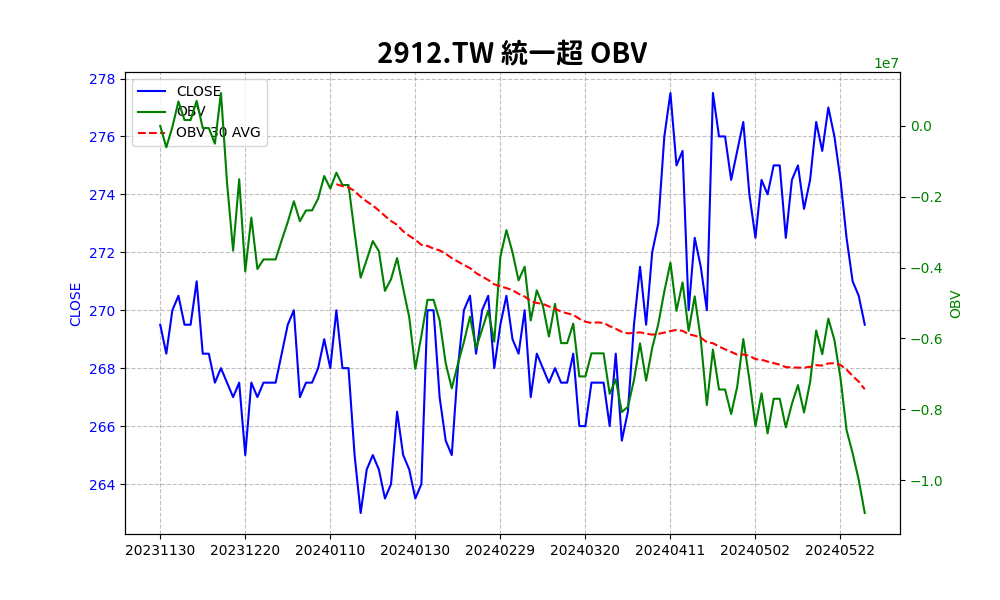 2912.TW 統一超 OBV
1e7
CLOSE
OBV
OBV 30 AVG
278
276
274
272
270
268
266
264
CLOSE
0.0
−0.2
−0.4
−0.6
−0.8
−1.0
OBV
20231130 20231220 20240110 20240130 20240229 20240320 20240411 20240502 20240522